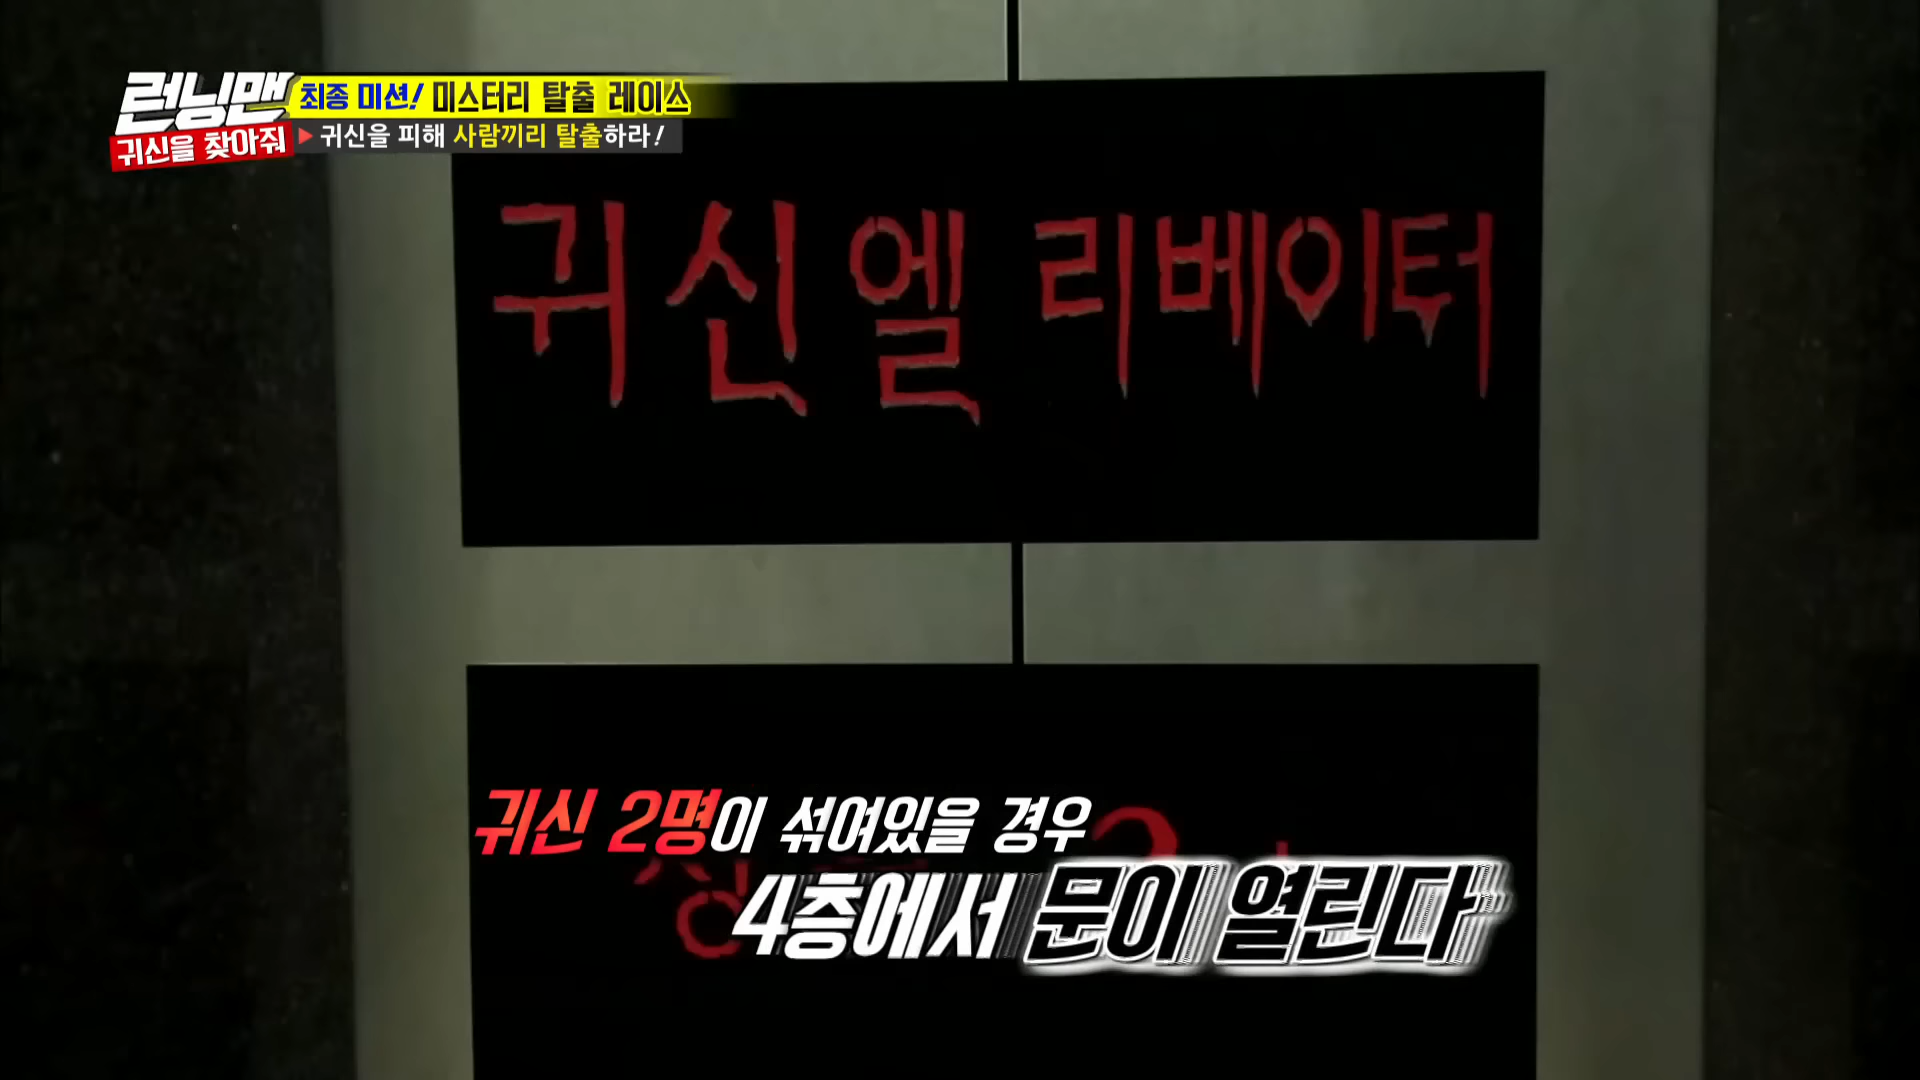 런닝맨
귀신을 찾아줘
최종 미션! 미스터리 탈출 레이스
▶ 귀신을 피해 사람끼리 탈출하라!
귀신엘리베이터
귀신 2명이 섞여있을 경우
4층에서 문이 열린다